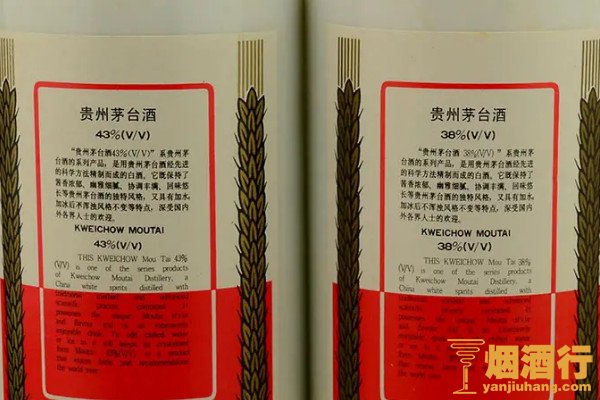 贵州茅台酒
43%(V/V)
"贵州茅台酒43%(V/V)"系贵州茅
台酒的系列产品，是用贵州茅台酒经先进
的科学方法精制而成的白酒。它既保持了
酱香浓郁、幽雅细腻、协调丰满、回味悠
长等贵州茅台酒的独特风格，又具有加水、
加冰后不浑浊风格不变等特点，深受国内
外各界人士的欢迎。
KWEICHOW MOUTAI
43%(V/V)
THIS KWEICHOW Mou Tai 43%
(V/V) is one of the series products
of Kweichow Moutai Distillery, a
China white spirits distilled with
traditional method and advanced
scientific
贵州茅台酒
38%(V/V)
"贵州茅台酒 38%(V/V)"系贵州茅
台酒的系列产品，是用贵州茅台酒经先进
的科学方法精制而成的白酒。它既保持了
酱香浓郁、幽雅细腻、协调丰满、回味悠
长等贵州茅台酒的独特风格，又具有加水、
加冰后不浑浊风格不变等特点，深受国内
外各界人士的欢迎。
KWEICHOW MOUTAI
38%(V/V)
THIS KWEICHOW Mou Tai 38%
(V/V) is one of the series products
of Kweichow Moutai Distillery, a
China white spirits distilled with
traditional method and advanced
scientific
烟酒行
yanjiuhang.com